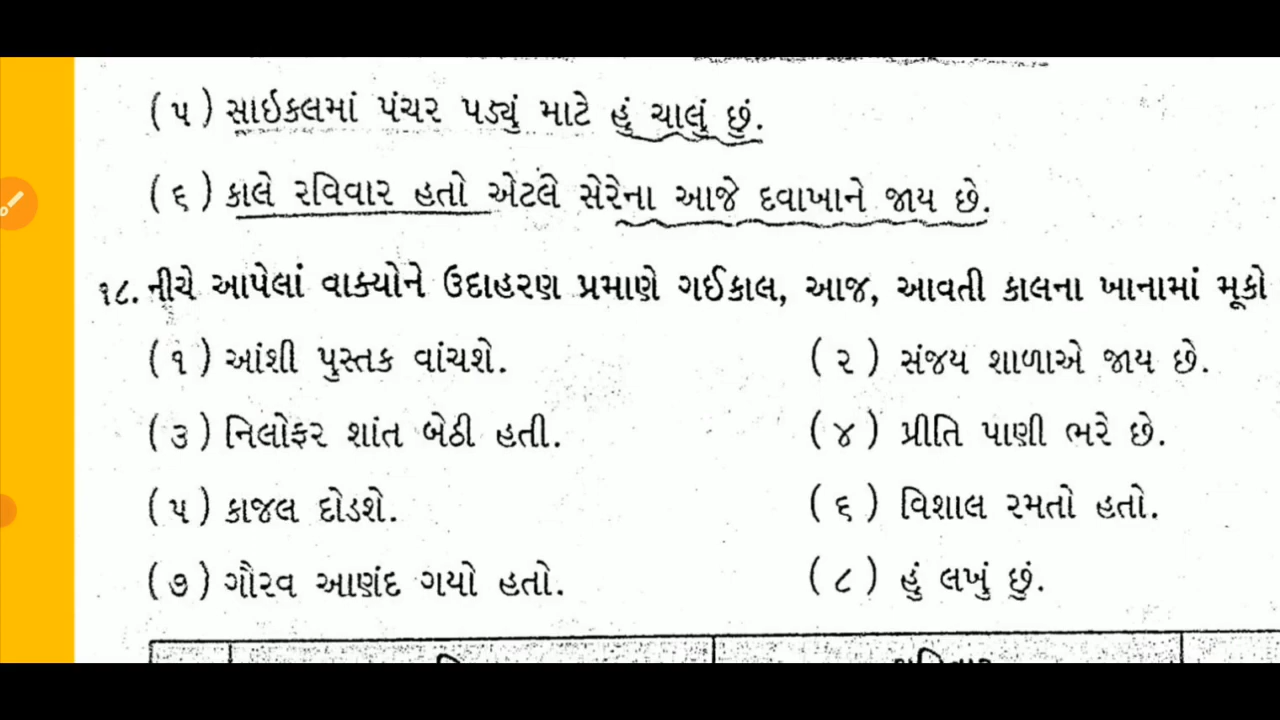 (૫) સાઇકલમાં પંચર પડ્યું માટે હું ચાલું છું.
(૬) કાલે રવિવાર હતો એટલે સેરેના આજે દવાખાને જાય છે.
૧૮. નીચે આપેલાં વાક્યોને ઉદાહરણ પ્રમાણે ગઈકાલ, આજ, આવતી કાલના ખાનામાં મૂકો
(૧) આંશી પુસ્તક વાંચશે. (૨) સંજય શાળાએ જાય છે.
(૩) નિલોફર શાંત બેઠી હતી. (૪) પ્રીતિ પાણી ભરે છે.
(૫) કાજલ દોડશે. (૬) વિશાલ રમતો હતો.
(૭) ગૌરવ આણંદ ગયો હતો. (૮) હું લખું છું.